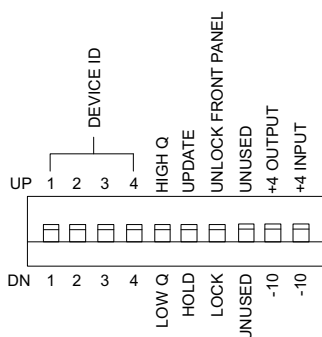 DEVICE ID
HIGH Q
UPDATE
UNLOCK FRONT PANEL
UNUSED
+4 OUTPUT
+4 INPUT
UP 1 2 3 4
DN 1 2 3 4
LOW Q
HOLD
LOCK
UNUSED
-10
-10